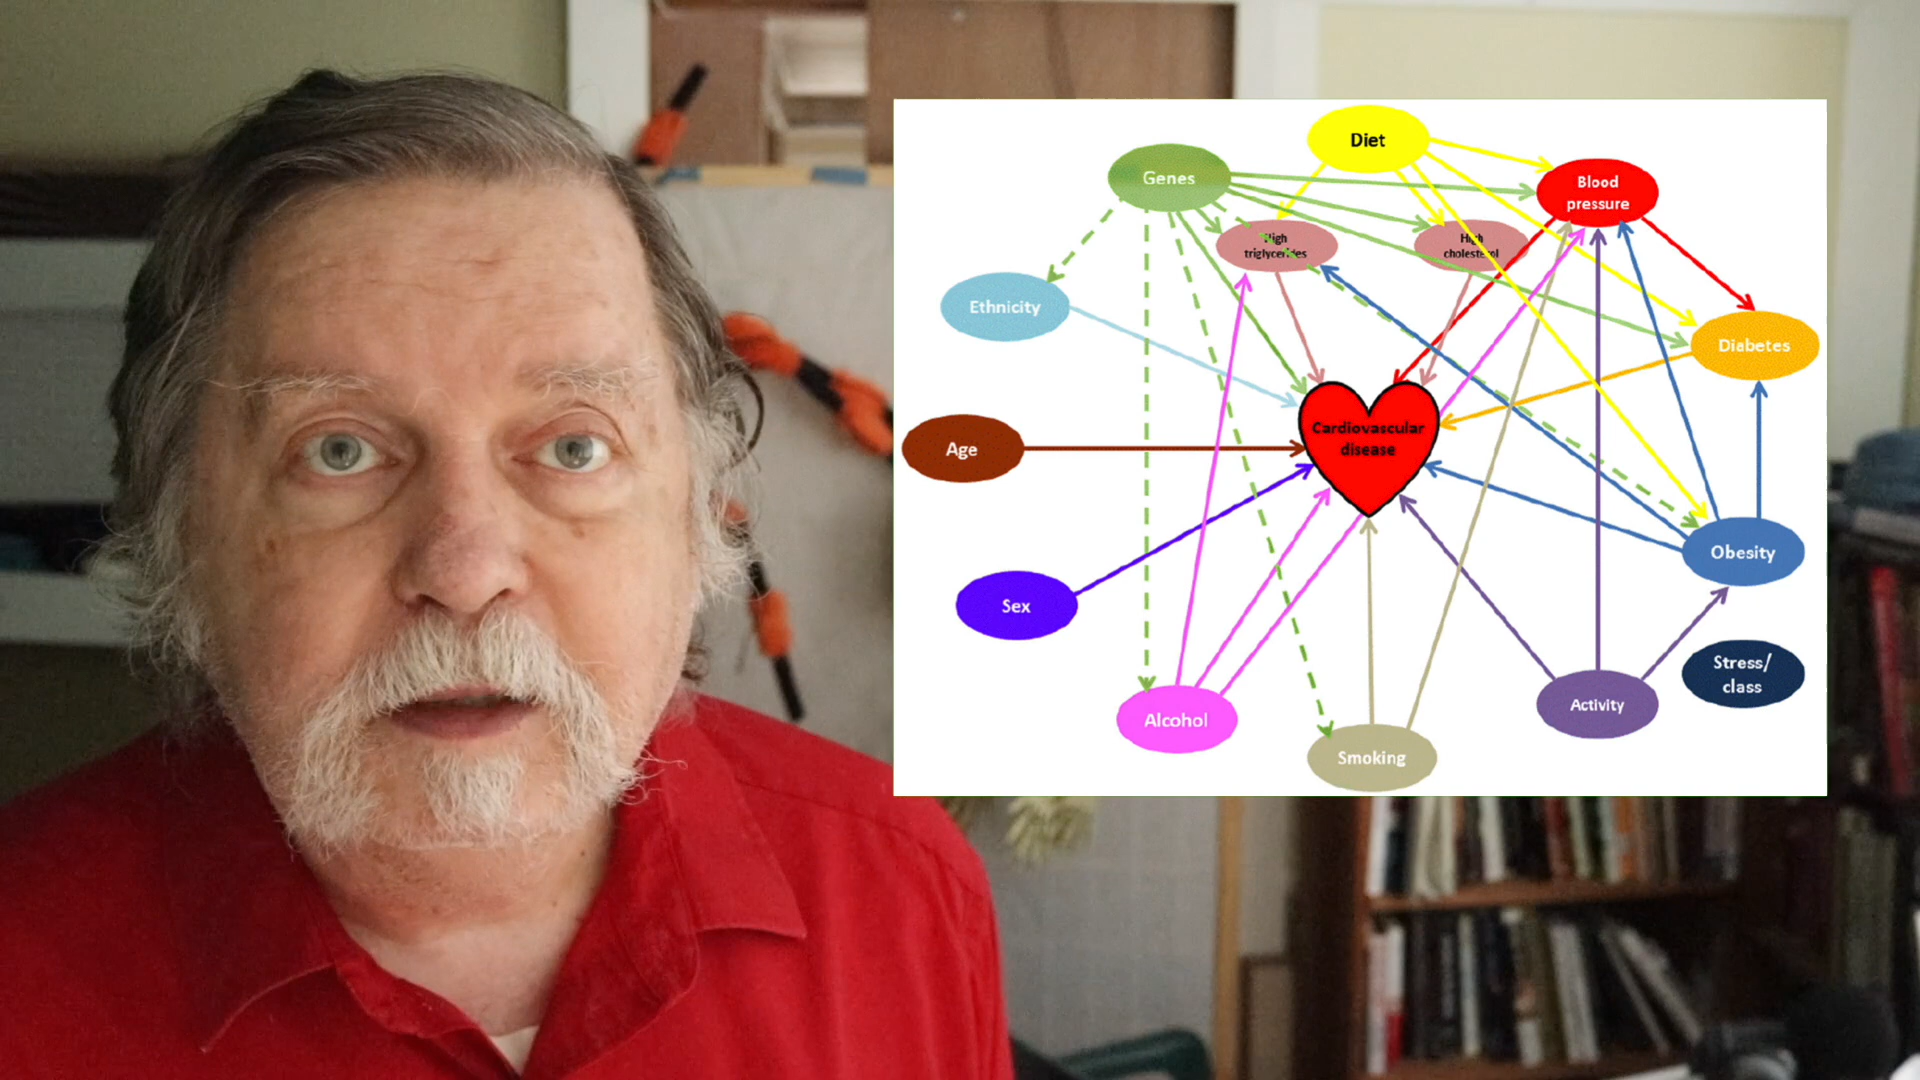 Diet
Genes
Blood
pressure
High
triglycerides
High
cholesterol
Ethnicity
Diabetes
Cardiovascular
disease
Age
Obesity
Sex
Stress/
class
Activity
Alcohol
Smoking